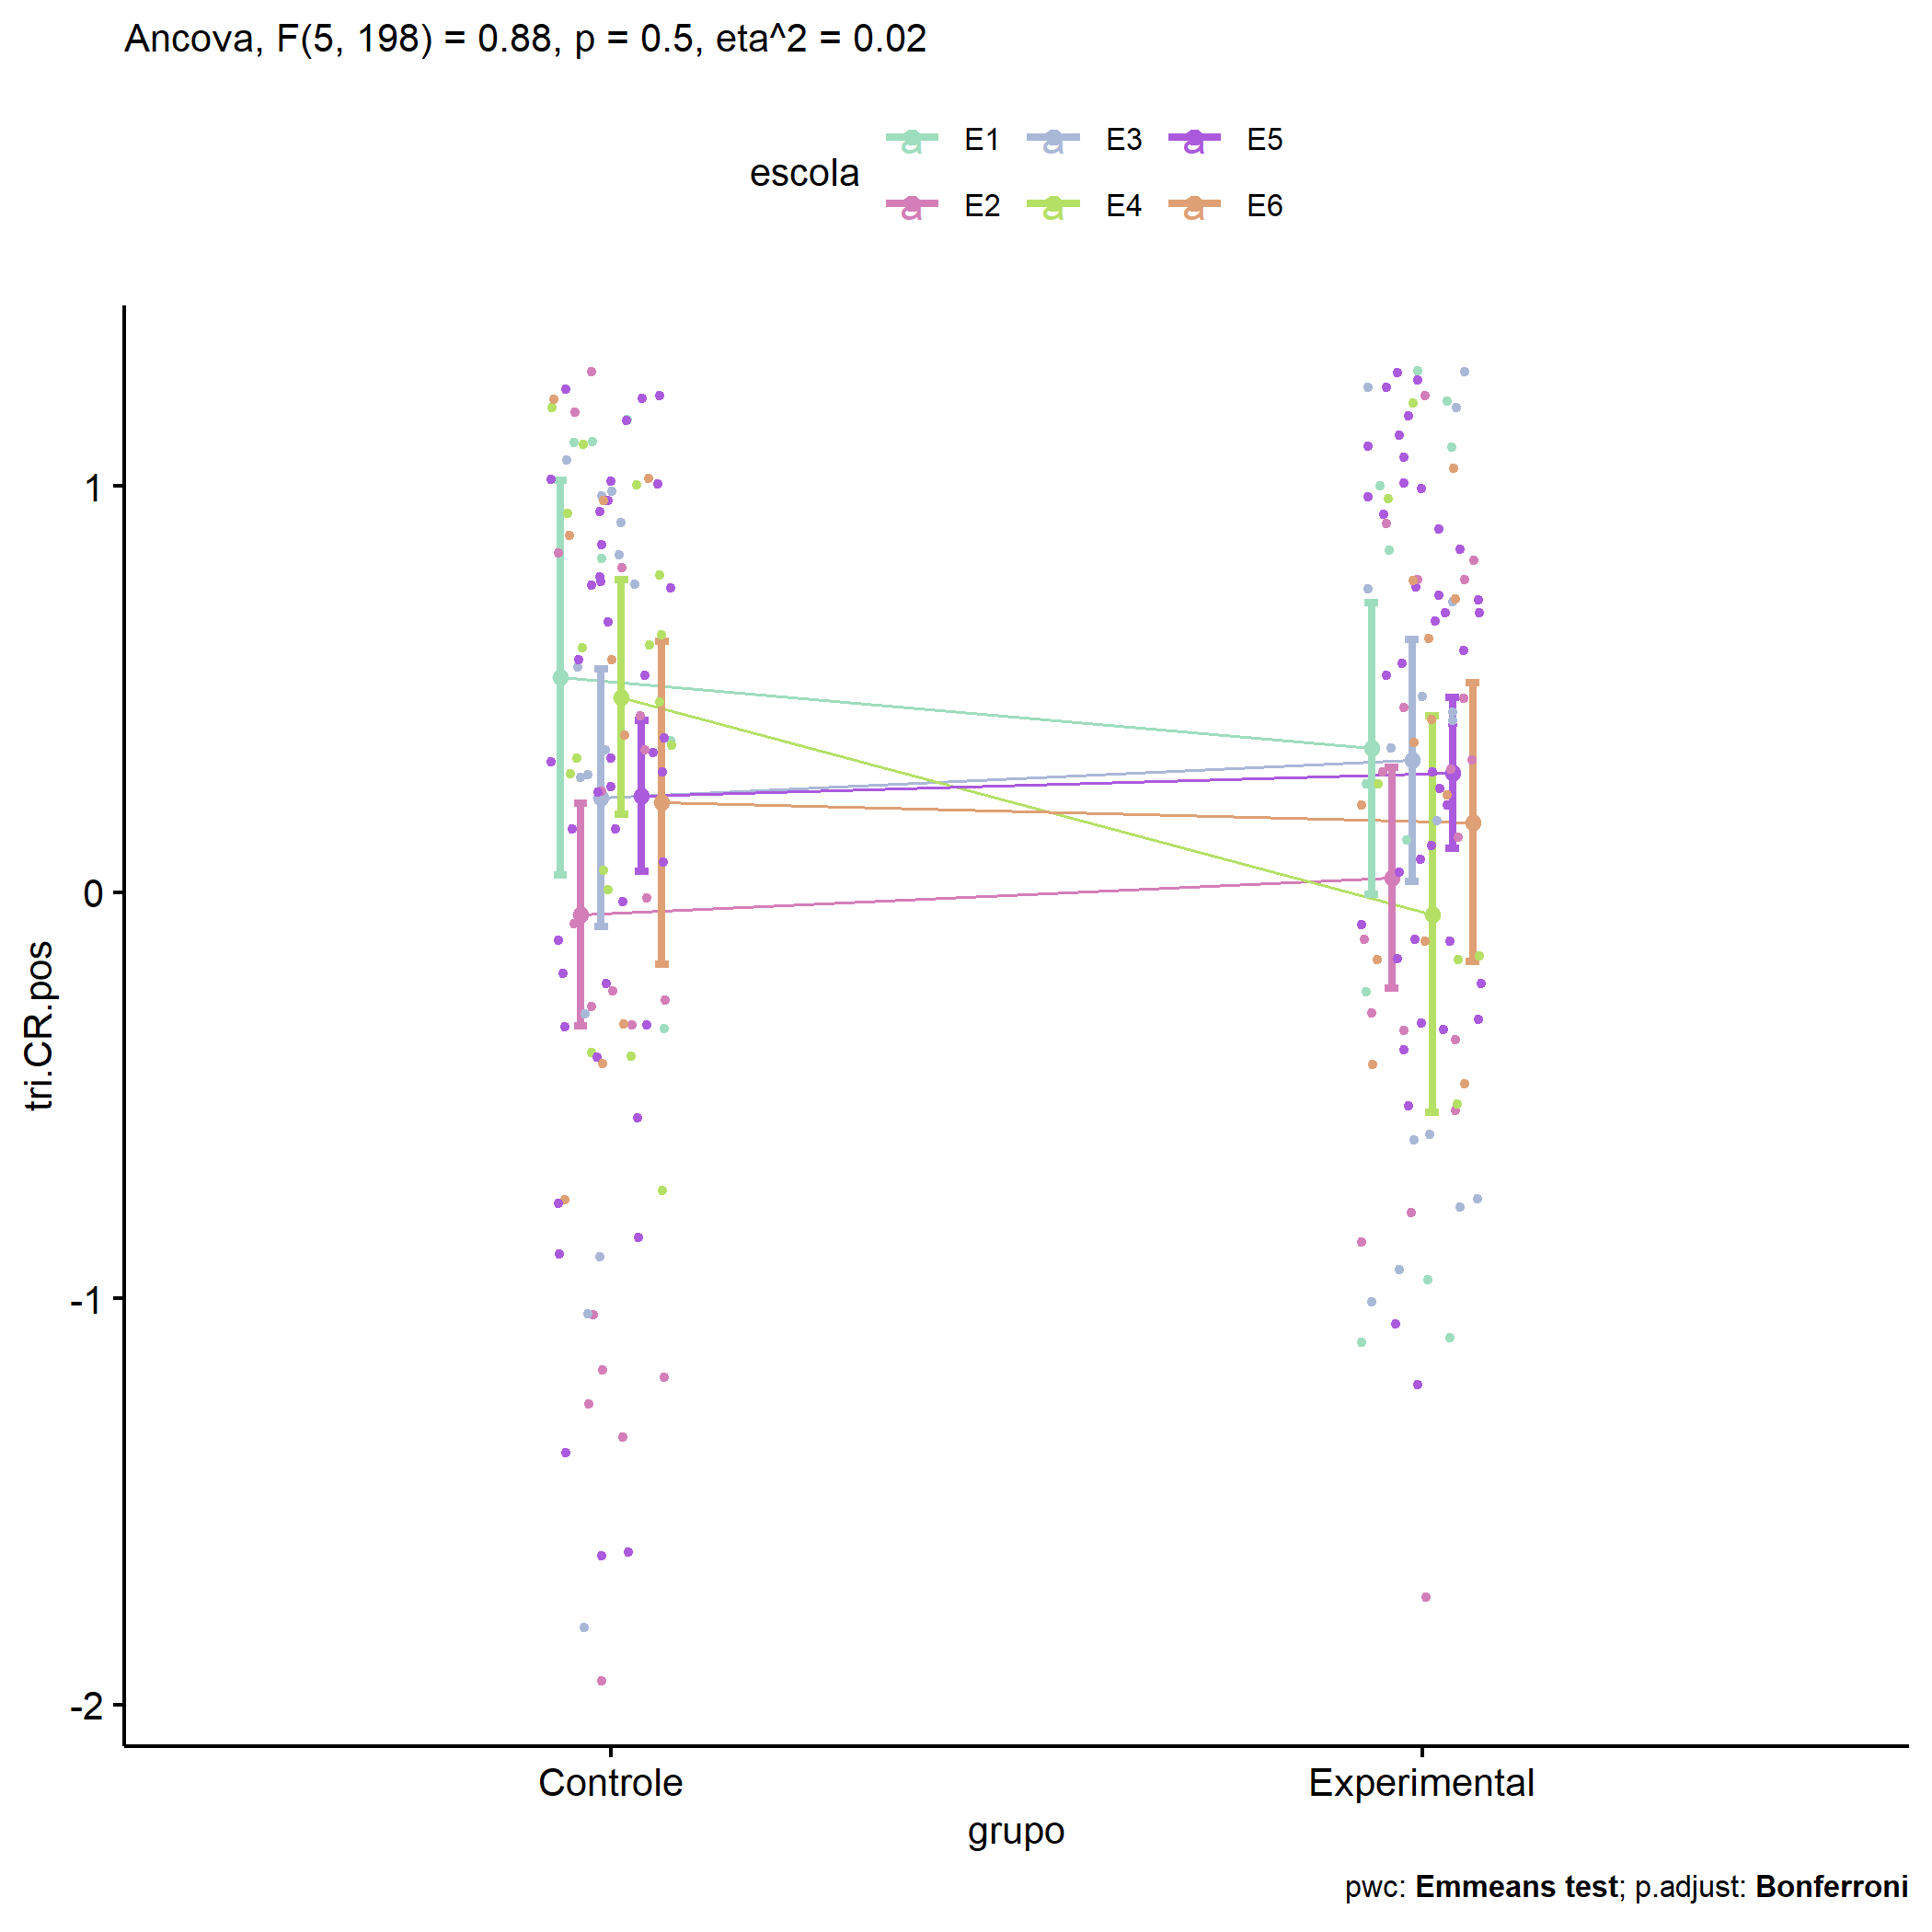 Ancova, F(5, 198) = 0.88, p = 0.5, eta^2 = 0.02
escola
a E1 a E3 a E5
a E2 a E4 a E6
1
0
-1
-2
tri.CR.pos
Controle Experimental
grupo
pwc: Emmeans test; p.adjust: Bonferroni